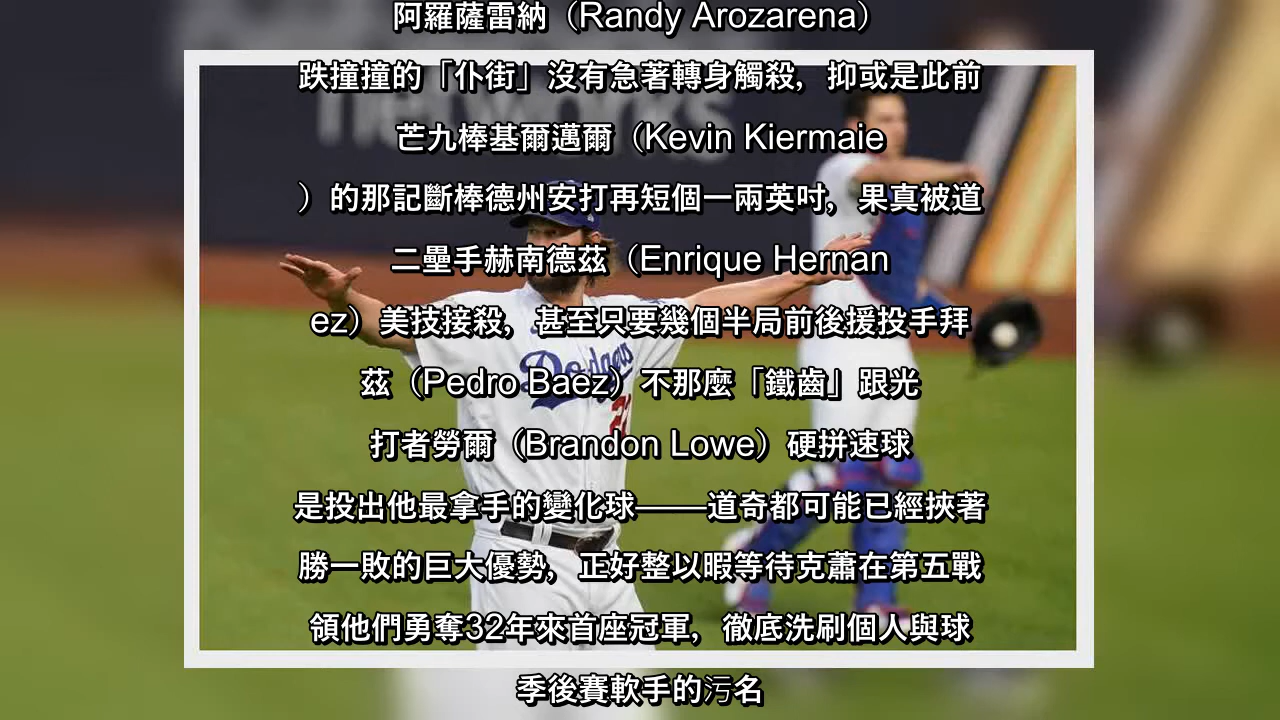 阿羅薩雷納（Randy Arozarena）
跌撞撞的「仆街」沒有急著轉身觸殺，抑或是此前
芒九棒基爾邁爾（Kevin Kiermaie
）的那記斷棒德州安打再短個一兩英吋，果真被道
二壘手赫南德茲（Enrique Hernan
ez）美技接殺，甚至只要幾個半局前後援投手拜
茲（Pedro Baez）不那麼「鐵齒」跟光
打者勞爾（Brandon Lowe）硬拼速球
是投出他最拿手的變化球——道奇都可能已經挾著
勝一敗的巨大優勢，正好整以暇等待克蕭在第五戰
領他們勇奪32年來首座冠軍，徹底洗刷個人與球
季後賽軟手的污名
networks
Dodgers